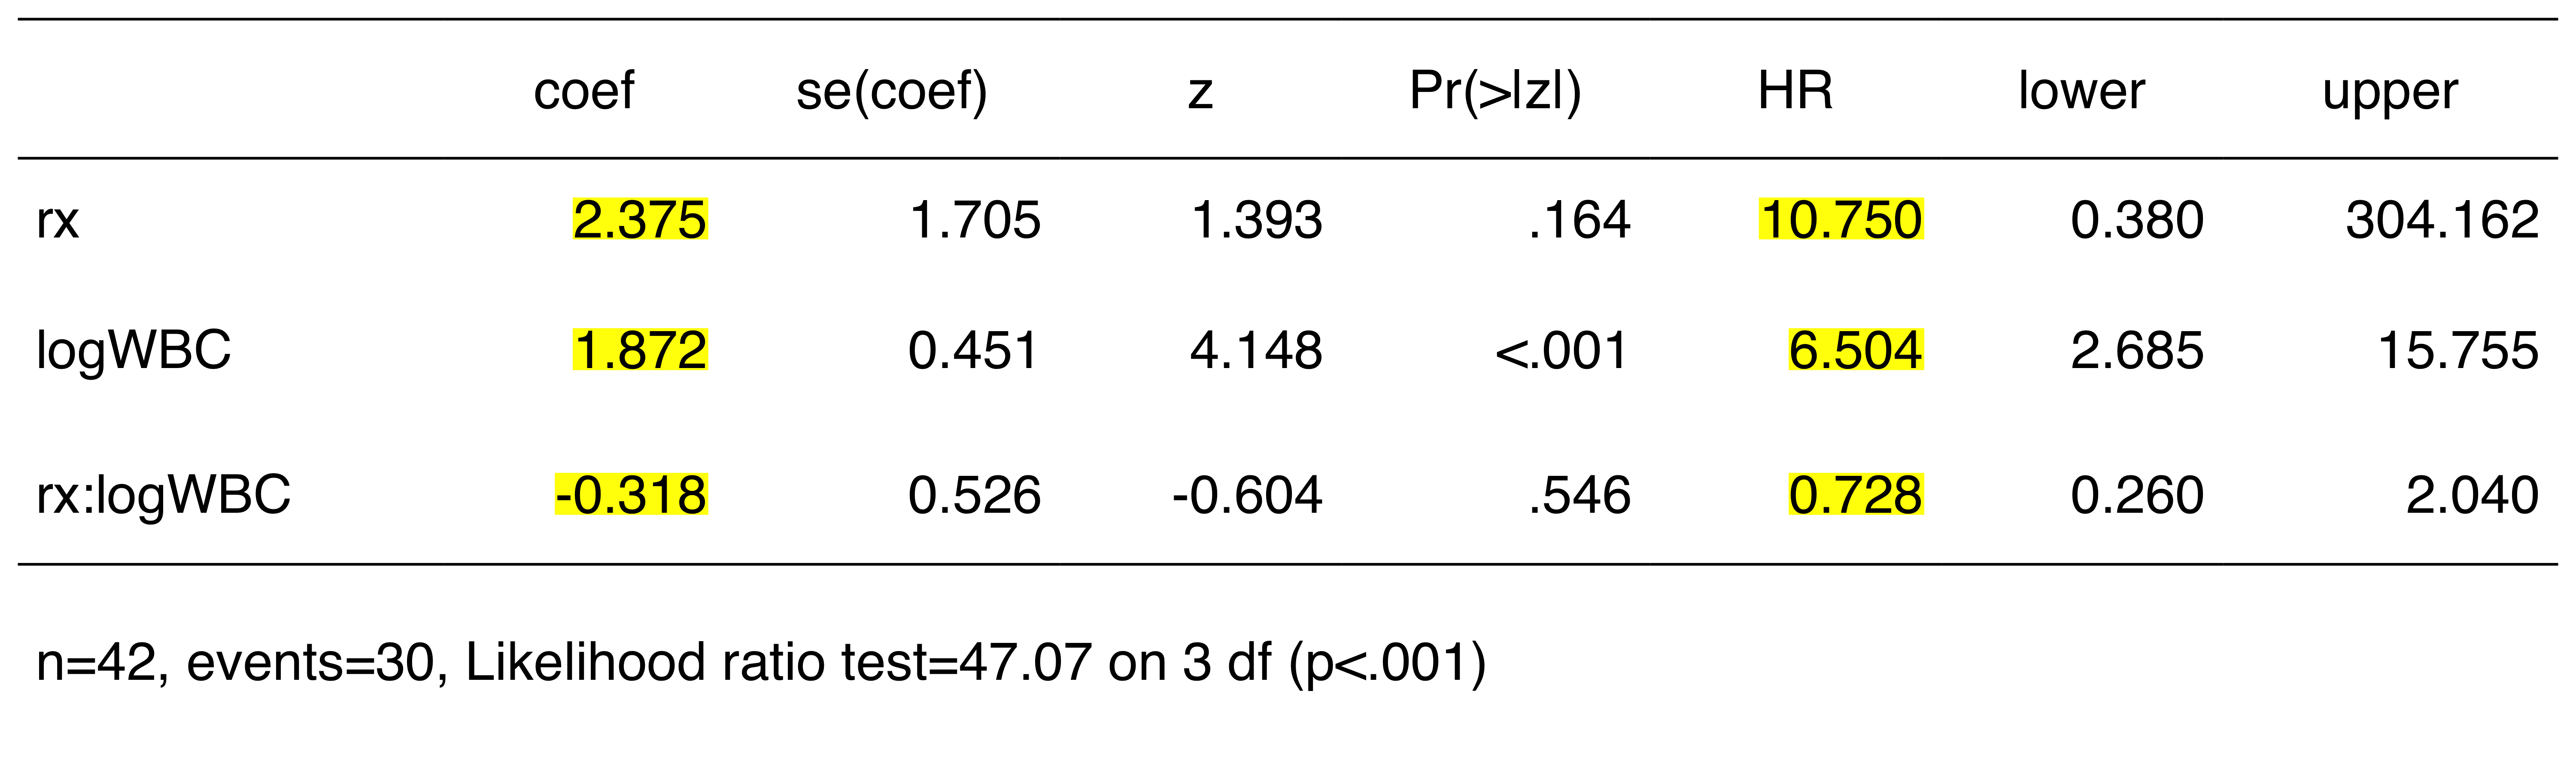 coef se(coef) z Pr(>|z|) HR lower upper
rx 2.375 1.705 1.393 .164 10.750 0.380 304.162
logWBC 1.872 0.451 4.148 <.001 6.504 2.685 15.755
rx:logWBC -0.318 0.526 -0.604 .546 0.728 0.260 2.040
n=42, events=30, Likelihood ratio test=47.07 on 3 df (p<.001)